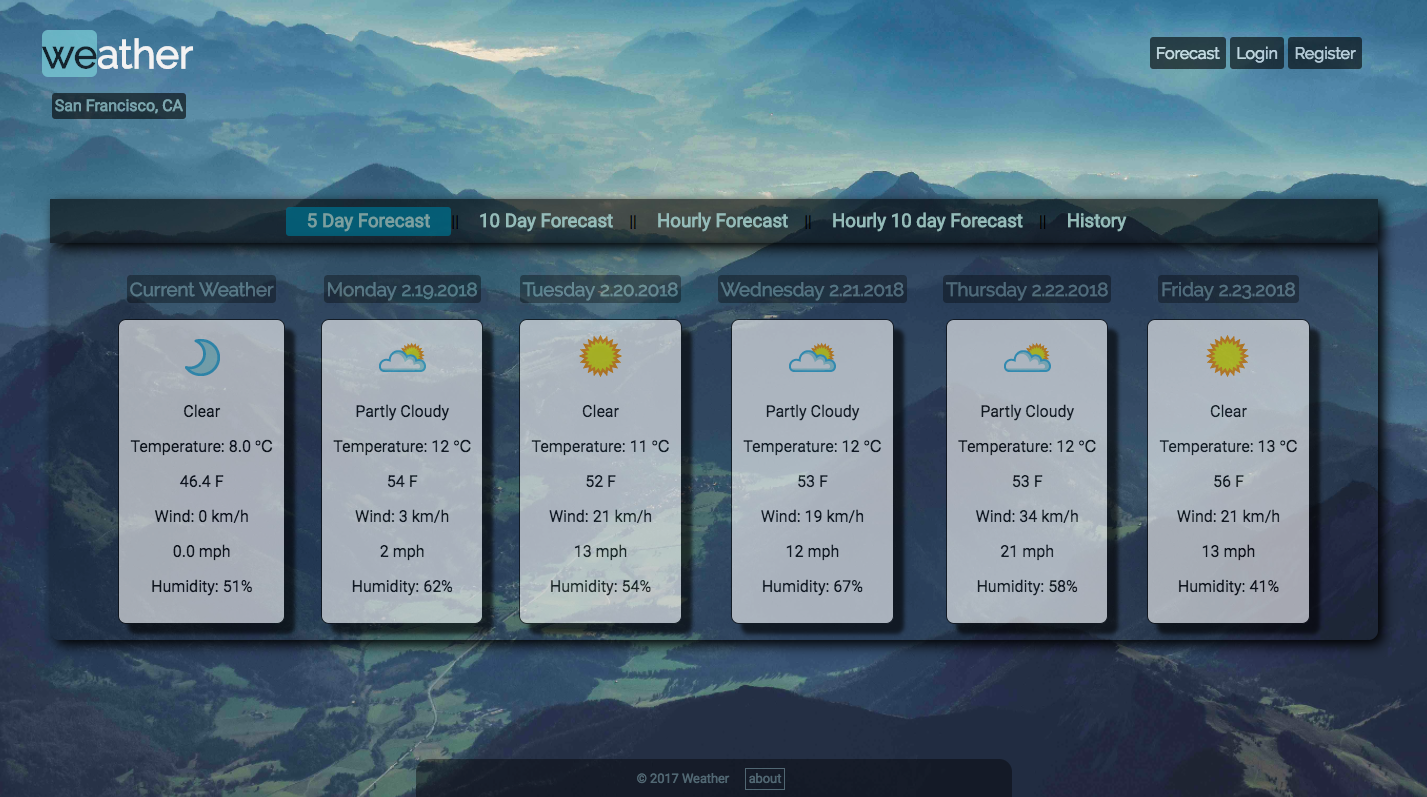 weather
Forecast Login Register
San Francisco, CA
5 Day Forecast || 10 Day Forecast || Hourly Forecast || Hourly 10 day Forecast || History
Current Weather
Clear
Temperature: 8.0 °C
46.4 F
Wind: 0 km/h
0.0 mph
Humidity: 51%
Monday 2.19.2018
Partly Cloudy
Temperature: 12 °C
54 F
Wind: 3 km/h
2 mph
Humidity: 62%
Tuesday 2.20.2018
Clear
Temperature: 11 °C
52 F
Wind: 21 km/h
13 mph
Humidity: 54%
Wednesday 2.21.2018
Partly Cloudy
Temperature: 12 °C
53 F
Wind: 19 km/h
12 mph
Humidity: 67%
Thursday 2.22.2018
Partly Cloudy
Temperature: 12 °C
53 F
Wind: 34 km/h
21 mph
Humidity: 58%
Friday 2.23.2018
Clear
Temperature: 13 °C
56 F
Wind: 21 km/h
13 mph
Humidity: 41%
© 2017 Weather about